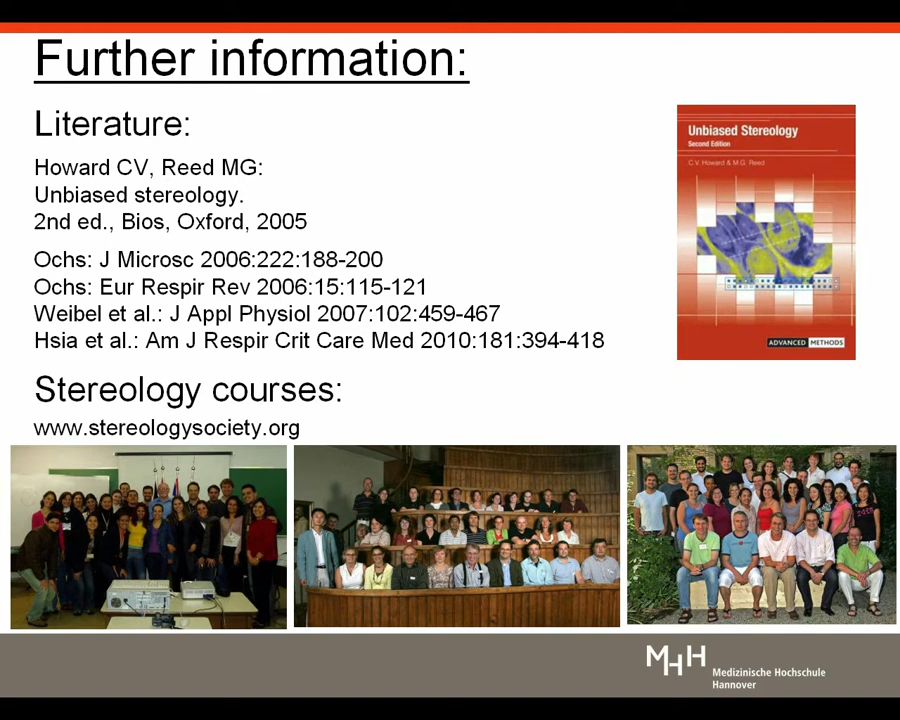 Further information:
Literature:
Howard CV, Reed MG:
Unbiased stereology.
2nd ed., Bios, Oxford, 2005
Ochs: J Microsc 2006:222:188-200
Ochs: Eur Respir Rev 2006:15:115-121
Weibel et al.: J Appl Physiol 2007:102:459-467
Hsia et al.: Am J Respir Crit Care Med 2010:181:394-418
Unbiased Stereology
Second Edition
C.V. Howard & M.G. Reed
ADVANCED METHODS
Stereology courses:
www.stereologysociety.org
MHH
Medizinische Hochschule
Hannover